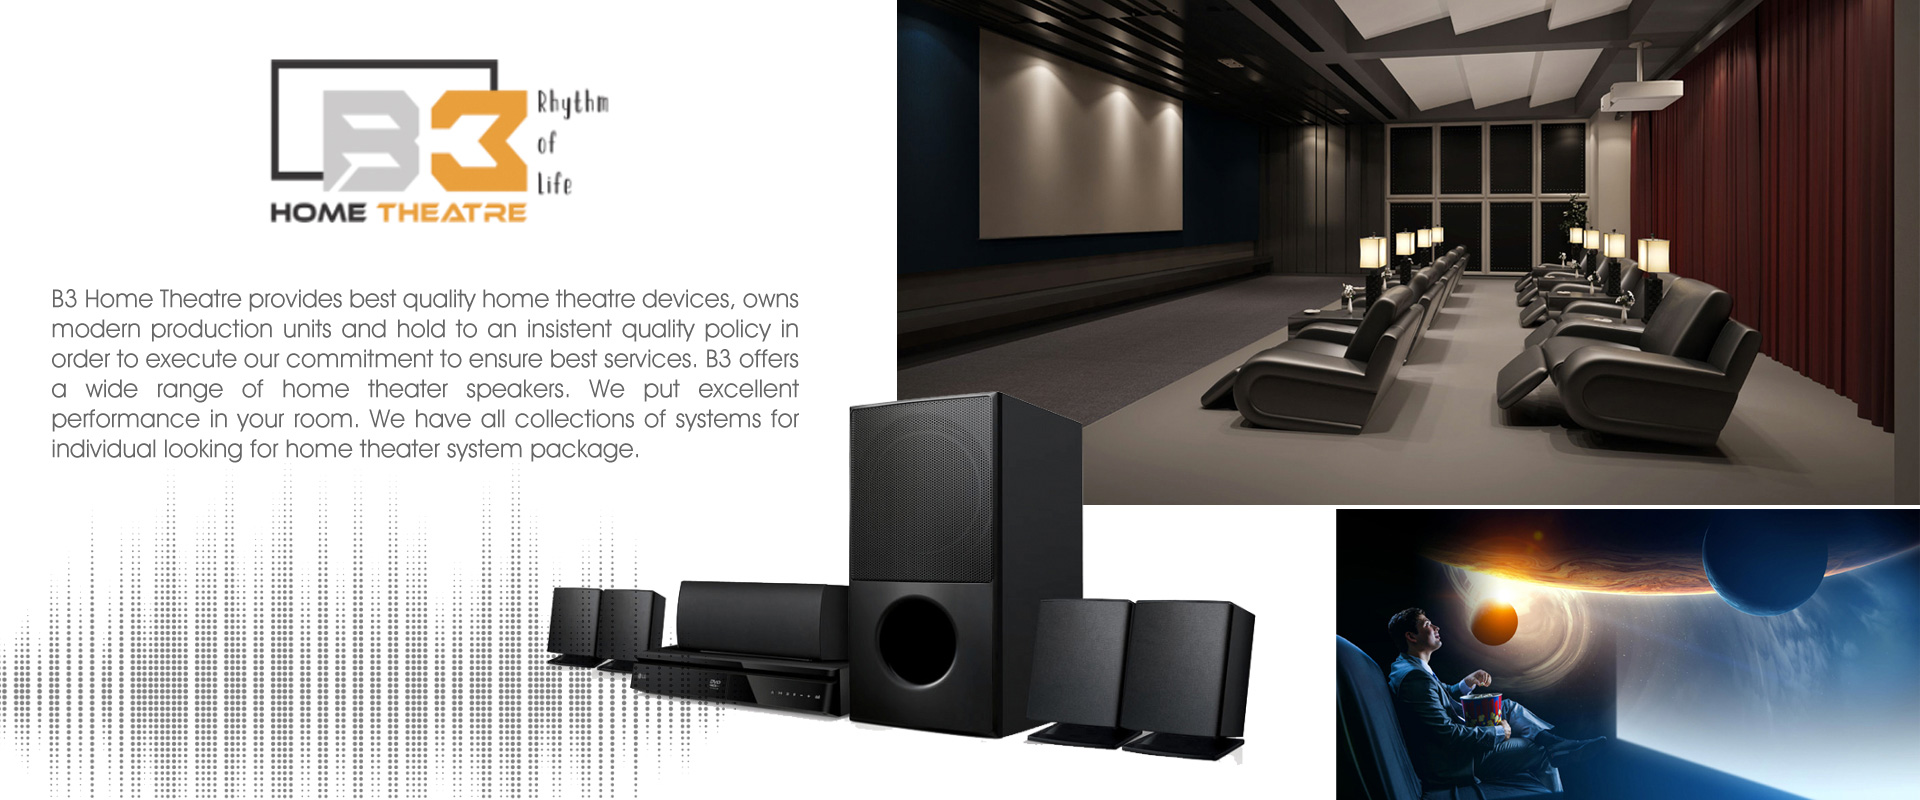 B3
Rhythm
of
Life
HOME THEATRE
B3 Home Theatre provides best quality home theatre devices, owns
modern production units and hold to an insistent quality policy in
order to execute our commitment to ensure best services. B3 offers
a wide range of home theater speakers. We put excellent
performance in your room. We have all collections of systems for
individual looking for home theater system package.